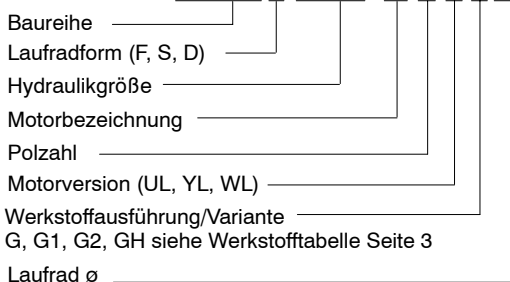 Baureihe
Laufradform (F, S, D)
Hydraulikgröße
Motorbezeichnung
Polzahl
Motorversion (UL, YL, WL)
Werkstoffausführung/Variante
G, G1, G2, GH siehe Werkstofftabelle Seite 3
Laufrad ø